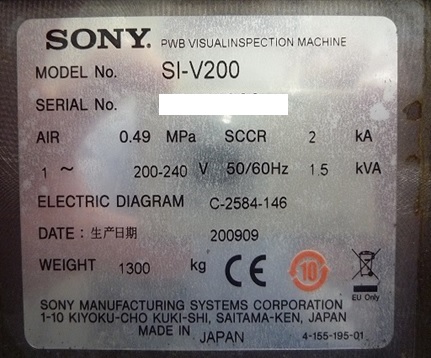 SONY. PWB VISUALINSPECTION MACHINE
MODEL No. SI-V200
SERIAL No.
AIR 0.49 MPa SCCR 2 kA
1 ~ 200-240 V 50/60Hz 1.5 kVA
ELECTRIC DIAGRAM C-2584-146
DATE : 生产日期 200909
WEIGHT 1300 kg CE 10
EU Only
SONY MANUFACTURING SYSTEMS CORPORATION
1-10 KIYOKU-CHO KUKI-SHI, SAITAMA-KEN, JAPAN
MADE IN JAPAN 4-155-195-01